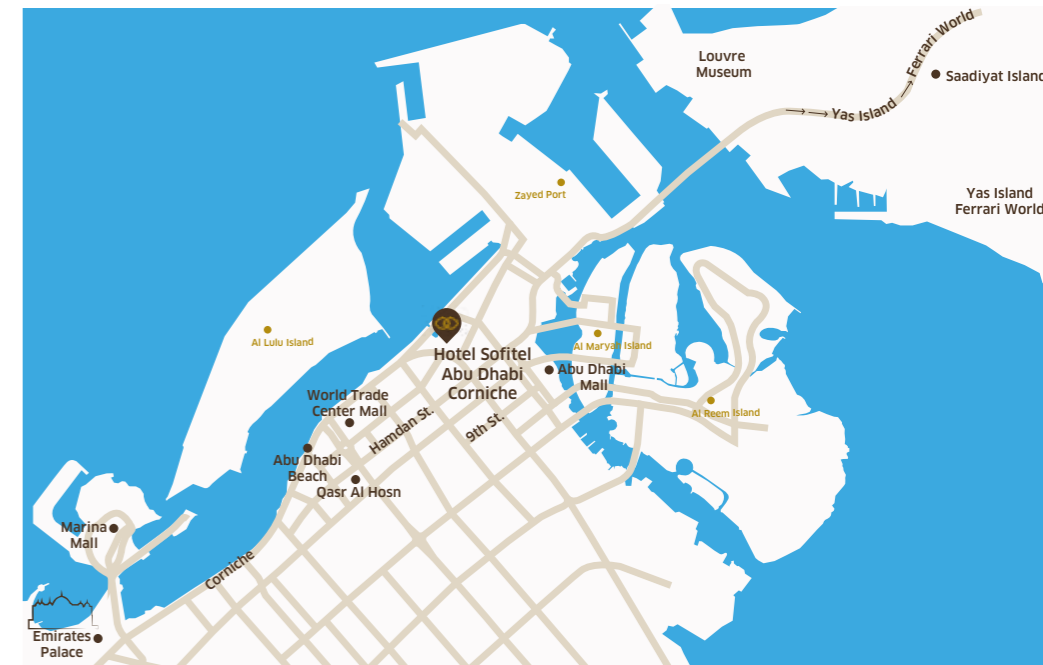 Ferrari World
Louvre
Museum
Saadiyat Island
Yas Island
Zayed Port
Yas Island
Ferrari World
Al Lulu Island
Al Maryah Island
Hotel Sofitel
Abu Dhabi
Corniche
Abu Dhabi
Mall
World Trade
Center Mall
Hamdan St.
9th St.
Al Reem Island
Abu Dhabi
Beach
Qasr Al Hosn
Marina
Mall
Corniche
Emirates
Palace